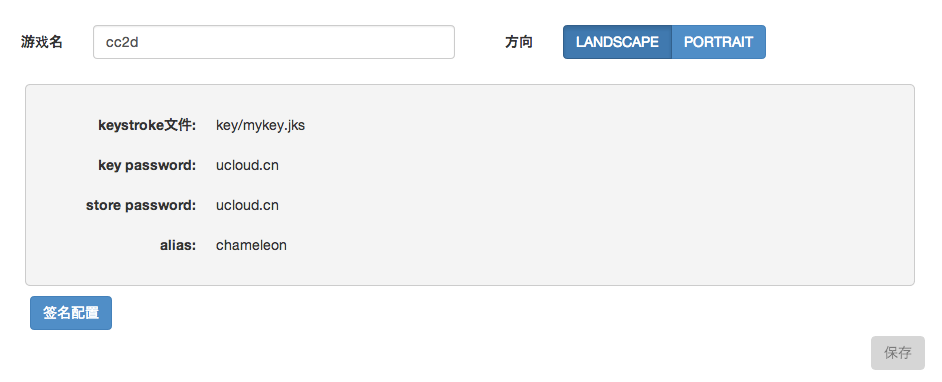 游戏名 cc2d 方向 LANDSCAPE PORTRAIT
keystroke文件: key/mykey.jks
key password: ucloud.cn
store password: ucloud.cn
alias: chameleon
签名配置
保存